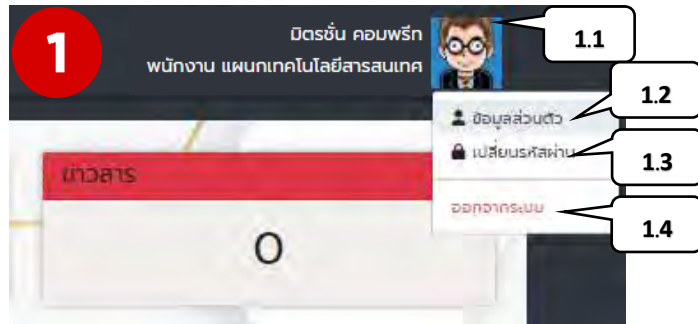 1
มิตรชั่น คอมพรีท
พนักงาน แผนกเทคโนโลยีสารสนเทศ
1.1
ข้อมูลส่วนตัว
1.2
เปลี่ยนรหัสผ่าน
1.3
ออกจากระบบ
1.4
ข่าวสาร
0